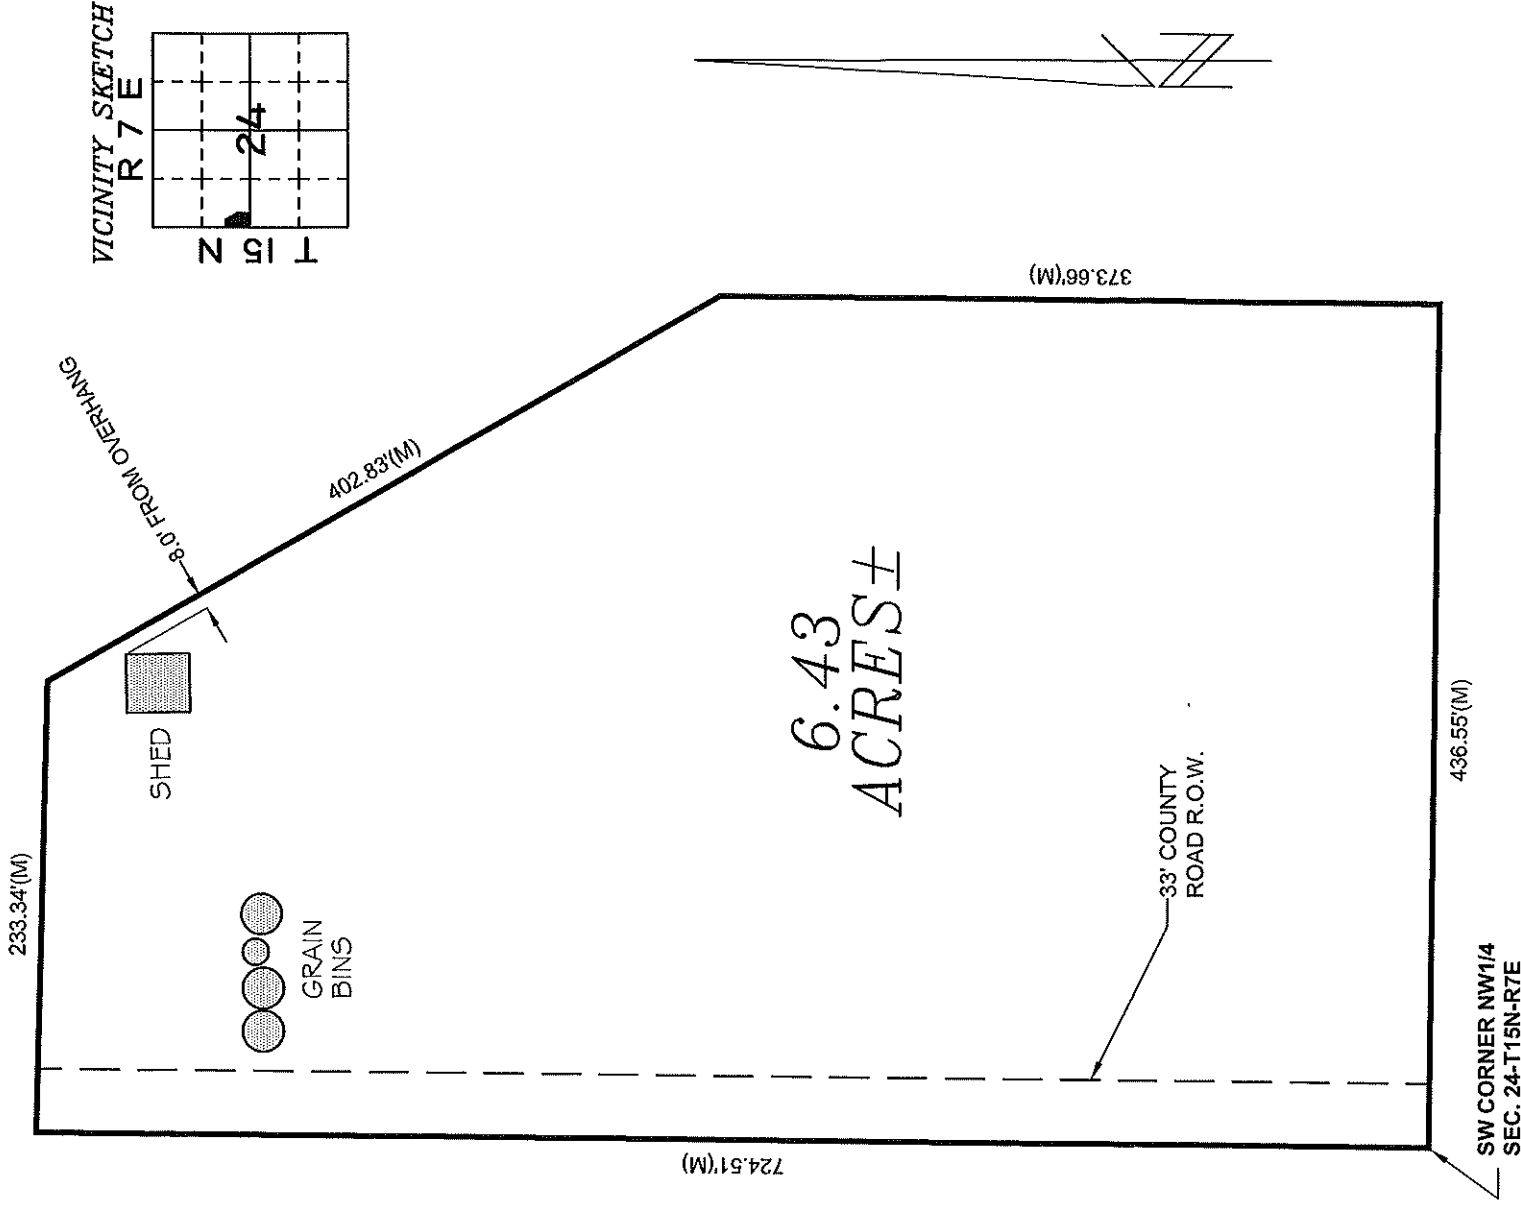 VICINITY SKETCH
R 7 E
T 15 N
24
N
8.0' FROM OVERHANG
233.34'(M)
402.83'(M)
373.66'(M)
SHED
GRAIN
BINS
6.43
ACRES±
33' COUNTY
ROAD R.O.W.
724.51'(M)
436.55'(M)
SW CORNER NW1/4
SEC. 24-T15N-R7E